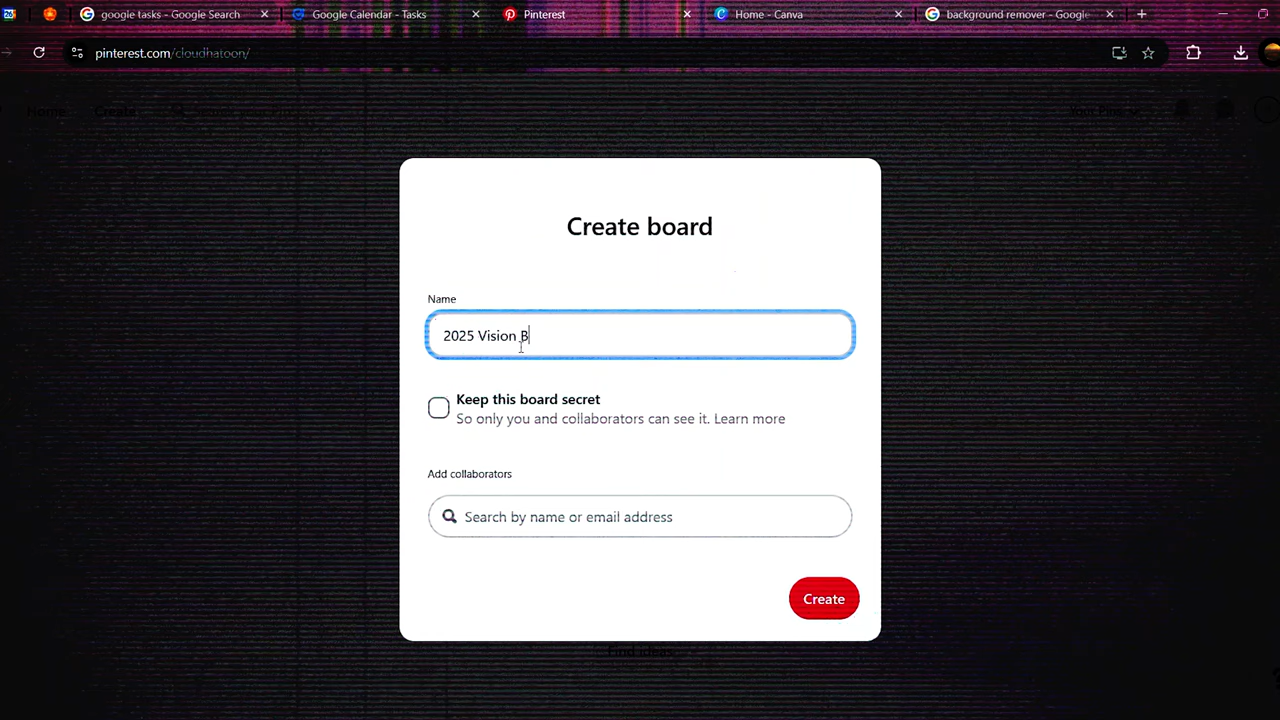 google tasks - Google Search
Google Calendar - Tasks
Pinterest
Home - Canva
background remover - Google
pinterest.com/cloudhatoon/
Home
Create
Create board
Name
2025 Vision B
Keep this board secret
So only you and collaborators can see it. Learn more
Add collaborators
Search by name or email address
Create